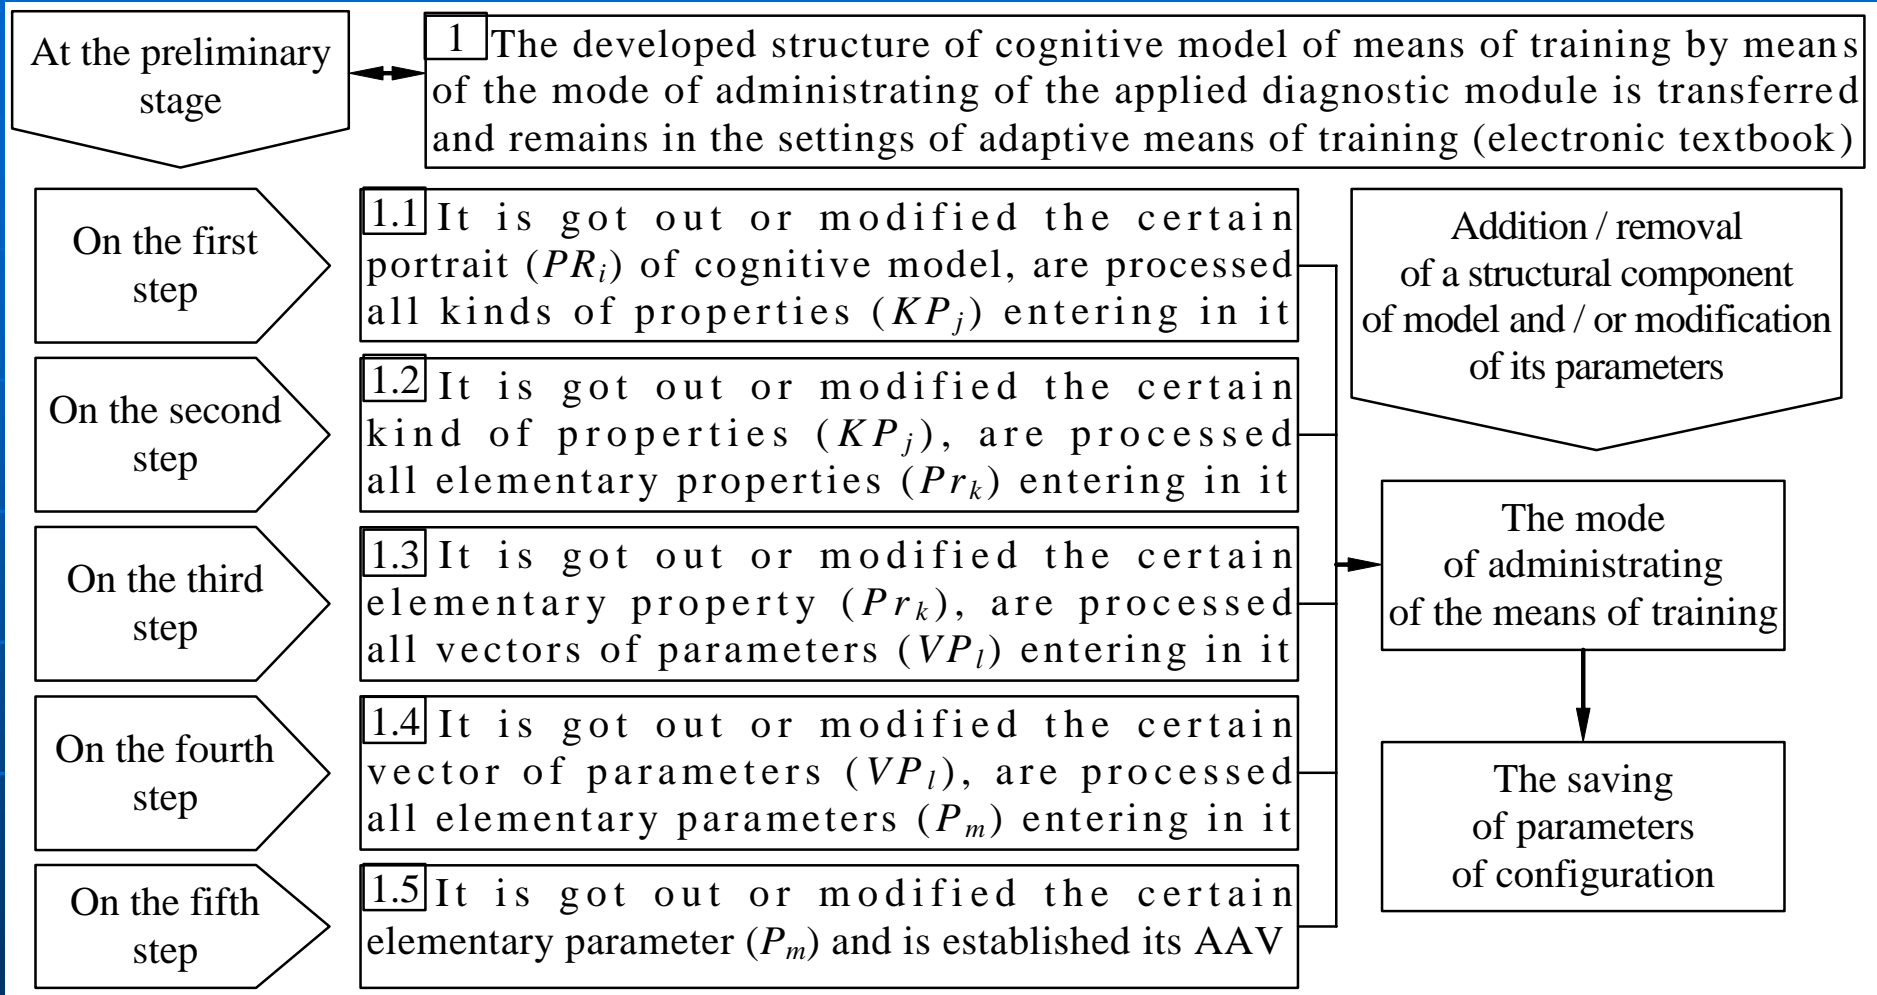 At the preliminary
stage
1 The developed structure of cognitive model of means of training by means
of the mode of administrating of the applied diagnostic module is transferred
and remains in the settings of adaptive means of training (electronic textbook)
On the first
step
1.1 It is got out or modified the certain
portrait (PRi) of cognitive model, are processed
all kinds of properties (KPj) entering in it
On the second
step
1.2 It is got out or modified the certain
kind of properties (KPj), are processed
all elementary properties (Prk) entering in it
On the third
step
1.3 It is got out or modified the certain
elementary property (Prk), are processed
all vectors of parameters (VPl) entering in it
On the fourth
step
1.4 It is got out or modified the certain
vector of parameters (VPl), are processed
all elementary parameters (Pm) entering in it
On the fifth
step
1.5 It is got out or modified the certain
elementary parameter (Pm) and is established its AAV
Addition / removal
of a structural component
of model and / or modification
of its parameters
The mode
of administrating
of the means of training
The saving
of parameters
of configuration